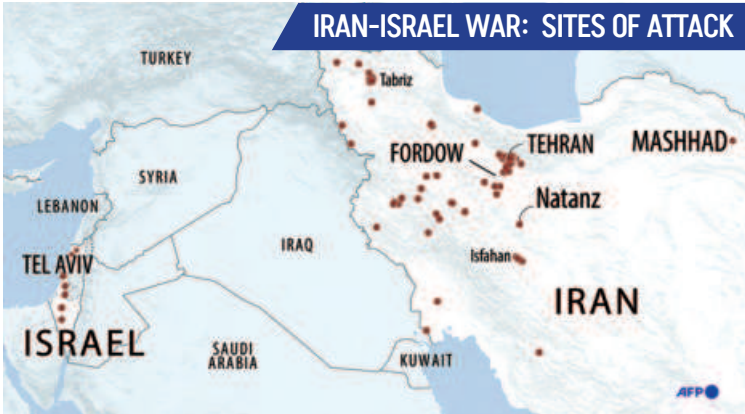 IRAN-ISRAEL WAR: SITES OF ATTACK
TURKEY
Tabriz
TEHRAN
MASHHAD
FORDOW
SYRIA
Natanz
LEBANON
IRAQ
TEL AVIV
Isfahan
IRAN
ISRAEL
SAUDI
ARABIA
KUWAIT
AFP